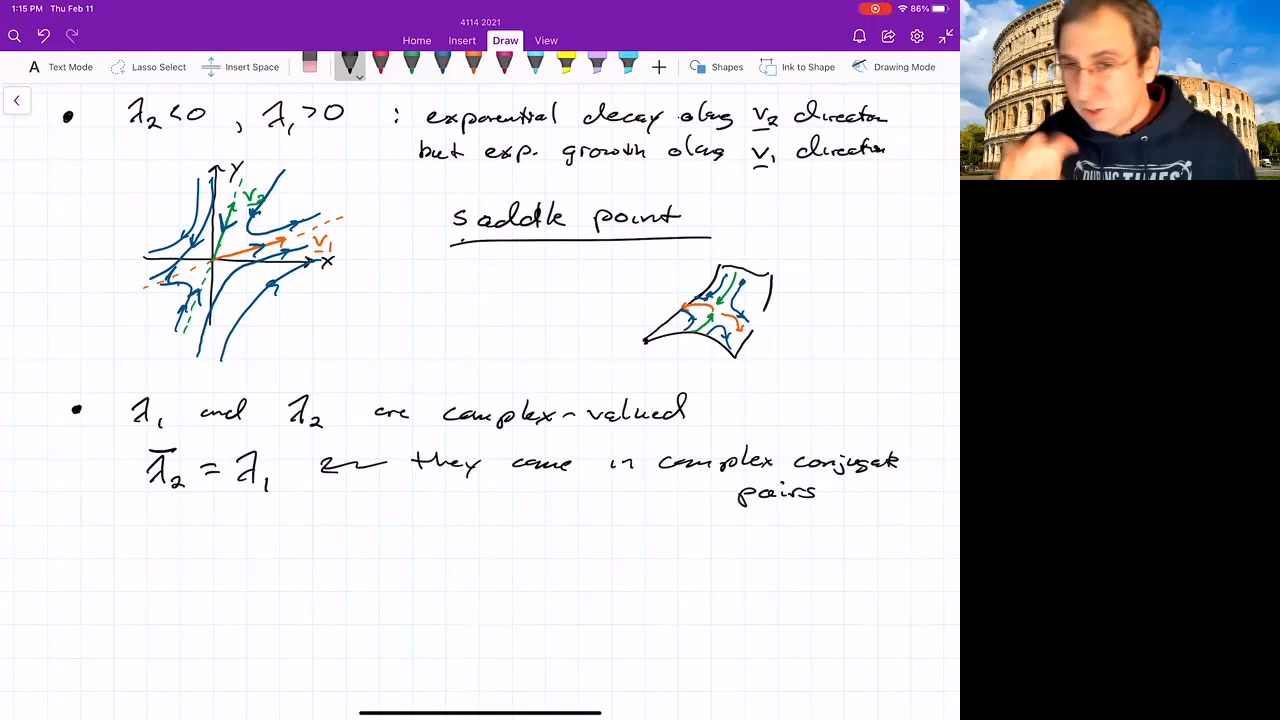 1:15 PM Thu Feb 11
86%
4114 2021
Home Insert Draw View
Text Mode Lasso Select Insert Space Shapes Ink to Shape Drawing Mode
λ₂<0 , λ₁>0 : exponential decay along v₂ direction
but exp. growth along v₁ direction
y
v₂
v₁
x
saddle point
λ₁ and λ₂ are complex-valued
λ̄₂ = λ₁ ← they come in complex conjugate
pairs
DURING TIMES